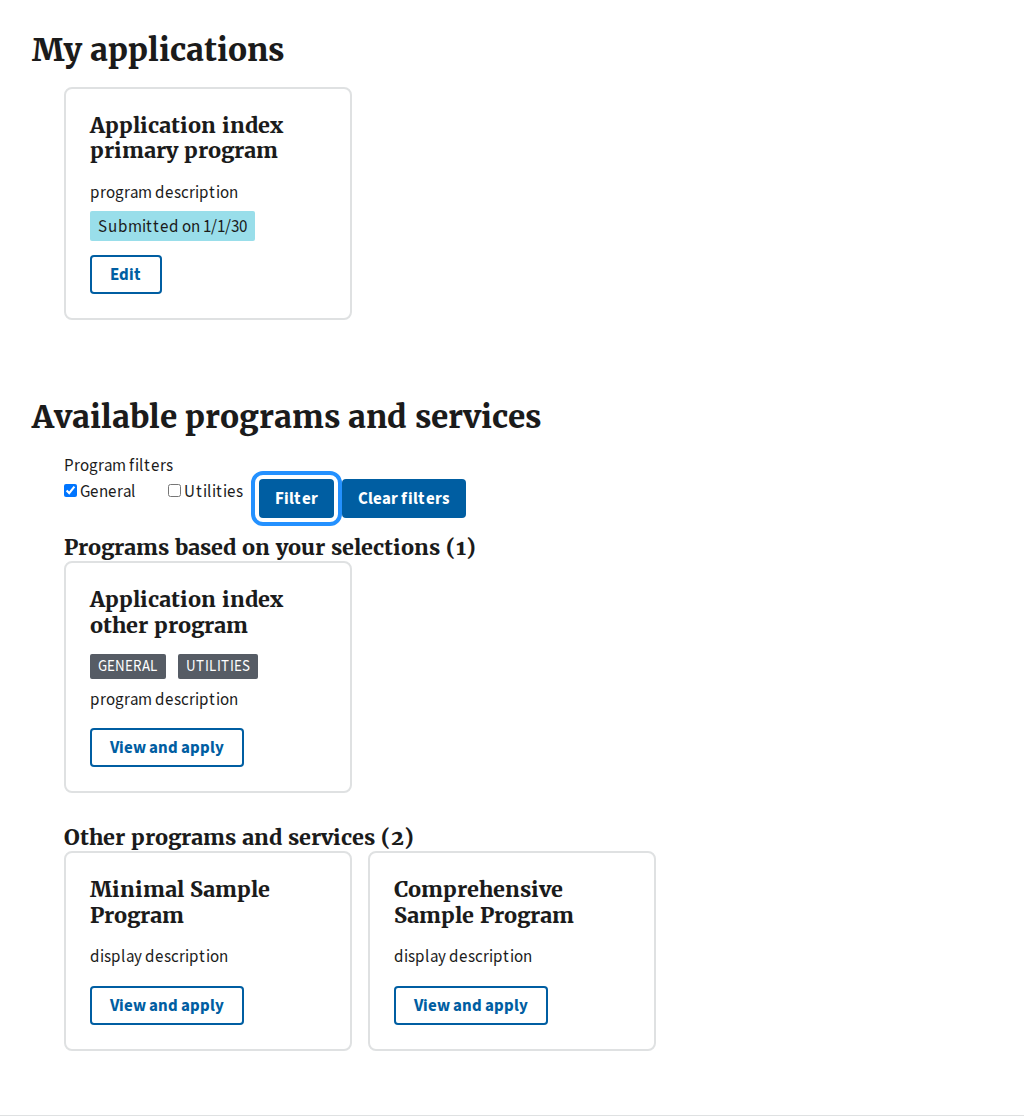 My applications
Application index
primary program
program description
Submitted on 1/1/30
Edit
Available programs and services
Program filters
General Utilities Filter Clear filters
Programs based on your selections (1)
Application index
other program
GENERAL UTILITIES
program description
View and apply
Other programs and services (2)
Minimal Sample
Program
display description
View and apply
Comprehensive
Sample Program
display description
View and apply